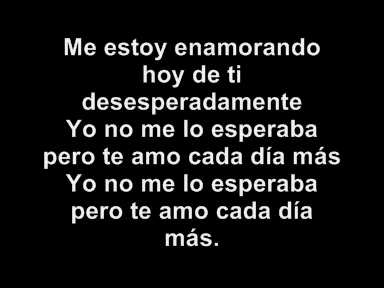 Me estoy enamorando
hoy de ti
desesperadamente
Yo no me lo esperaba
pero te amo cada día más
Yo no me lo esperaba
pero te amo cada día
más.